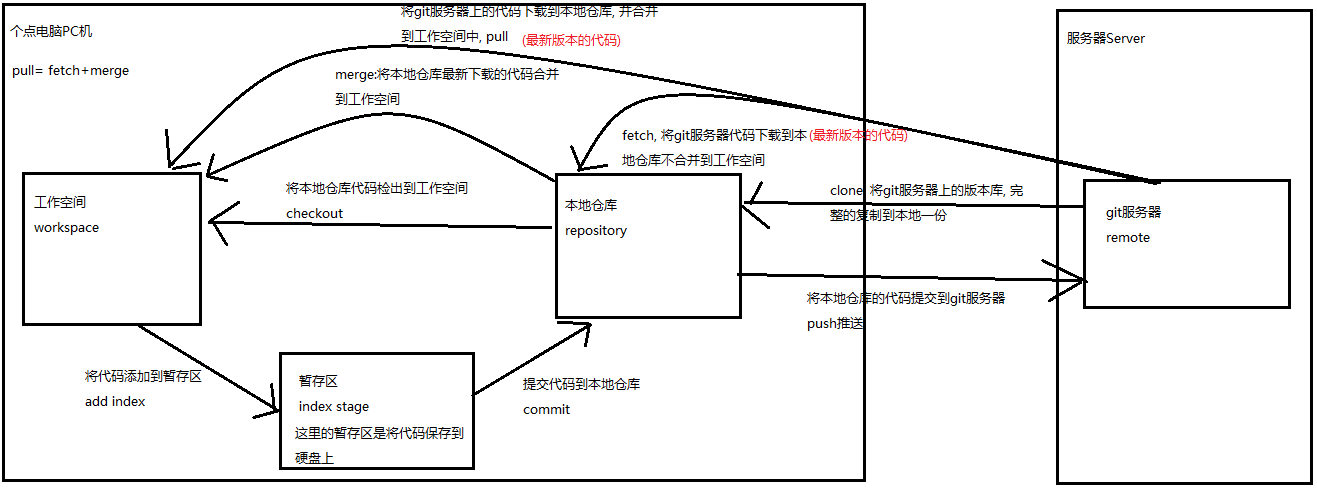 将git服务器上的代码下载到本地仓库, 并合并
到工作空间中, pull (最新版本的代码)
个点电脑PC机
服务器Server
pull= fetch+merge
merge:将本地仓库最新下载的代码合并
到工作空间
fetch, 将git服务器代码下载到本(最新版本的代码)
地仓库不合并到工作空间
将本地仓库代码检出到工作空间
checkout
clone, 将git服务器上的版本库, 完
整的复制到本地一份
工作空间
workspace
本地仓库
repository
git服务器
remote
将本地仓库的代码提交到git服务器
push推送
将代码添加到暂存区
add index
暂存区
index stage
这里的暂存区是将代码保存到
硬盘上
提交代码到本地仓库
commit